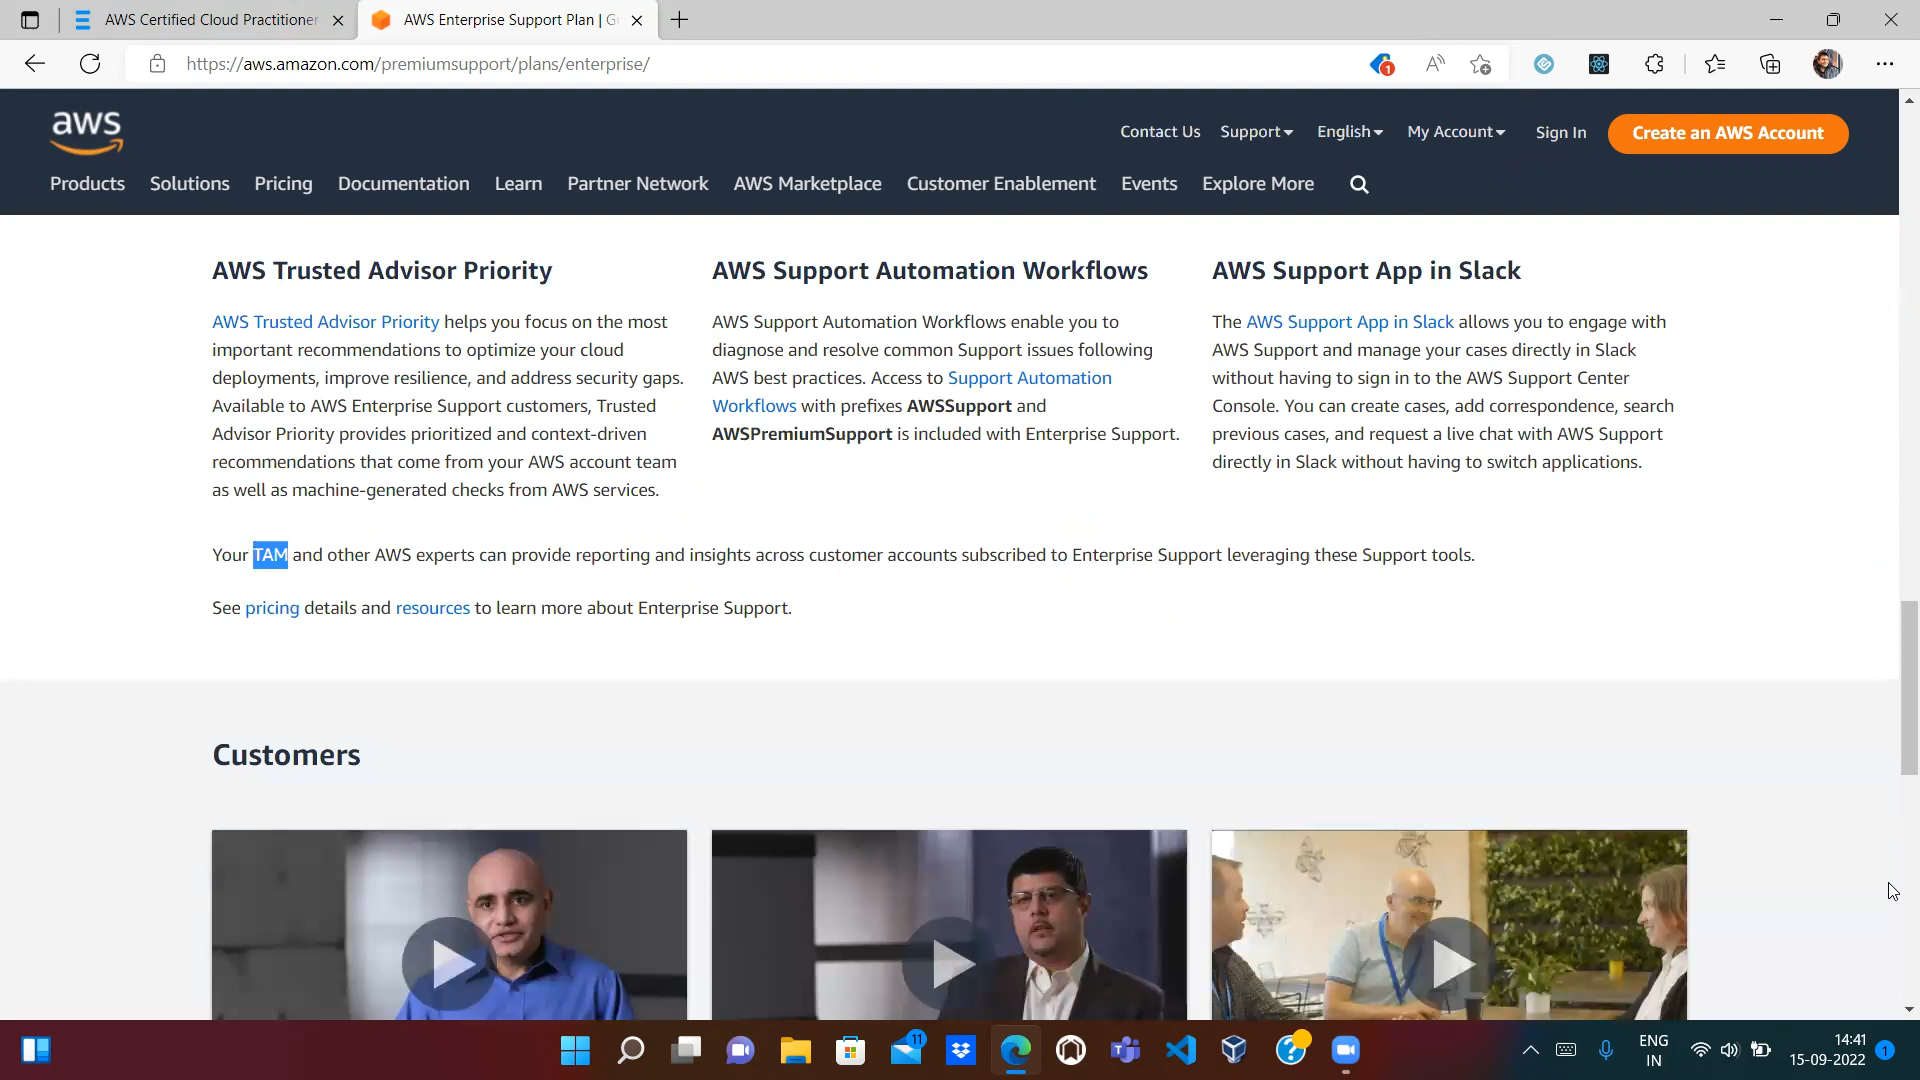 AWS Certified Cloud Practitioner
AWS Enterprise Support Plan | G
https://aws.amazon.com/premiumsupport/plans/enterprise/
1
aws
Contact Us Support English My Account Sign In Create an AWS Account
Products Solutions Pricing Documentation Learn Partner Network AWS Marketplace Customer Enablement Events Explore More
AWS Trusted Advisor Priority
AWS Trusted Advisor Priority helps you focus on the most
important recommendations to optimize your cloud
deployments, improve resilience, and address security gaps.
Available to AWS Enterprise Support customers, Trusted
Advisor Priority provides prioritized and context-driven
recommendations that come from your AWS account team
as well as machine-generated checks from AWS services.
AWS Support Automation Workflows
AWS Support Automation Workflows enable you to
diagnose and resolve common Support issues following
AWS best practices. Access to Support Automation
Workflows with prefixes AWSSupport and
AWSPremiumSupport is included with Enterprise Support.
AWS Support App in Slack
The AWS Support App in Slack allows you to engage with
AWS Support and manage your cases directly in Slack
without having to sign in to the AWS Support Center
Console. You can create cases, add correspondence, search
previous cases, and request a live chat with AWS Support
directly in Slack without having to switch applications.
Your TAM and other AWS experts can provide reporting and insights across customer accounts subscribed to Enterprise Support leveraging these Support tools.
See pricing details and resources to learn more about Enterprise Support.
Customers
11
ENG
IN
14:41
15-09-2022
1